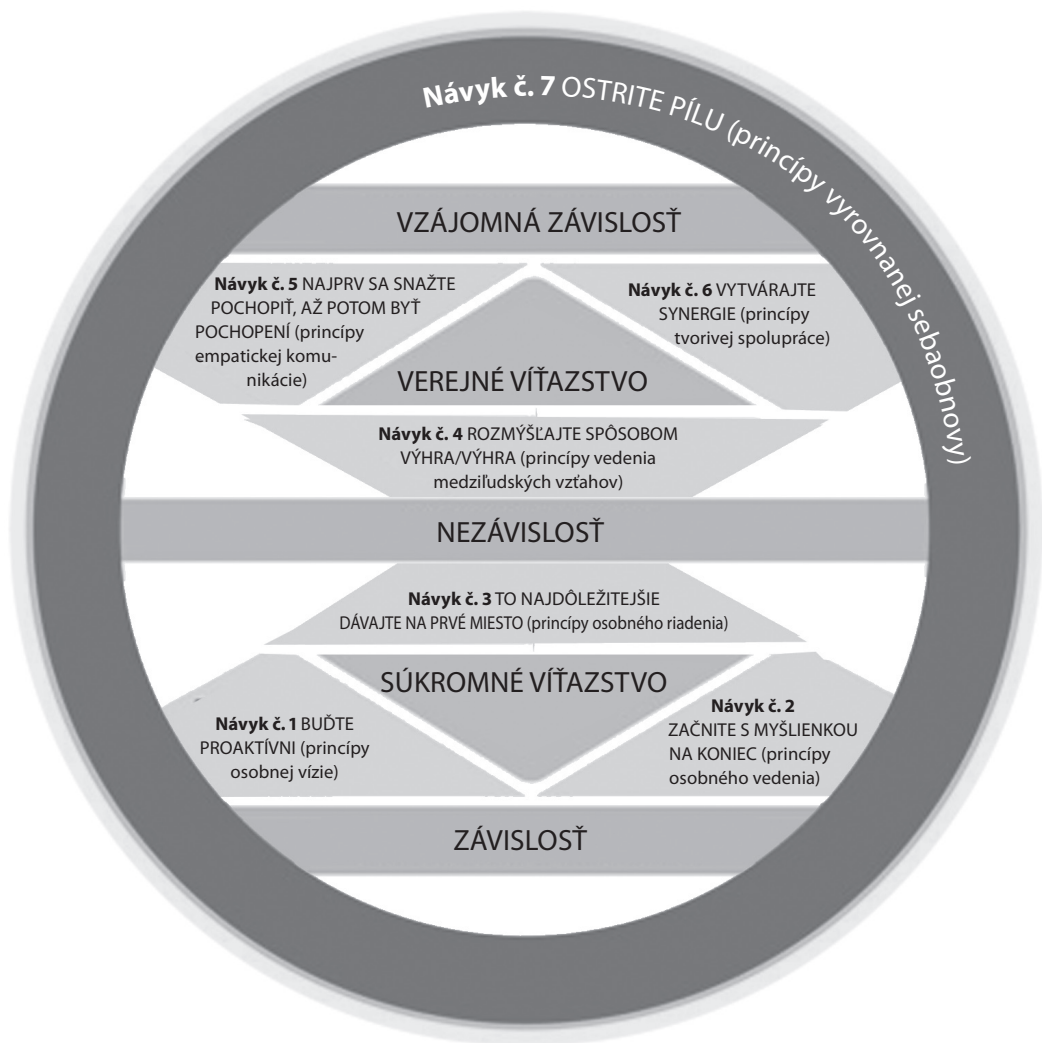 Návyk č. 7 OSTRITE PÍLU (princípy vyrovnanej sebaobnovy)
VZÁJOMNÁ ZÁVISLOSŤ
Návyk č. 5 NAJPRV SA SNAŽTE
POCHOPIŤ, AŽ POTOM BYŤ
POCHOPENÍ (princípy
empatickej komu-
nikácie)
Návyk č. 6 VYTVÁRAJTE
SYNERGIE (princípy
tvorivej spolupráce)
VEREJNÉ VÍŤAZSTVO
Návyk č. 4 ROZMÝŠĽAJTE SPÔSOBOM
VÝHRA/VÝHRA (princípy vedenia
medziľudských vzťahov)
NEZÁVISLOSŤ
Návyk č. 3 TO NAJDÔLEŽITEJŠIE
DÁVAJTE NA PRVÉ MIESTO (princípy osobného riadenia)
SÚKROMNÉ VÍŤAZSTVO
Návyk č. 1 BUĎTE
PROAKTÍVNI (princípy
osobnej vízie)
Návyk č. 2
ZAČNITE S MYŠLIENKOU
NA KONIEC (princípy
osobného vedenia)
ZÁVISLOSŤ